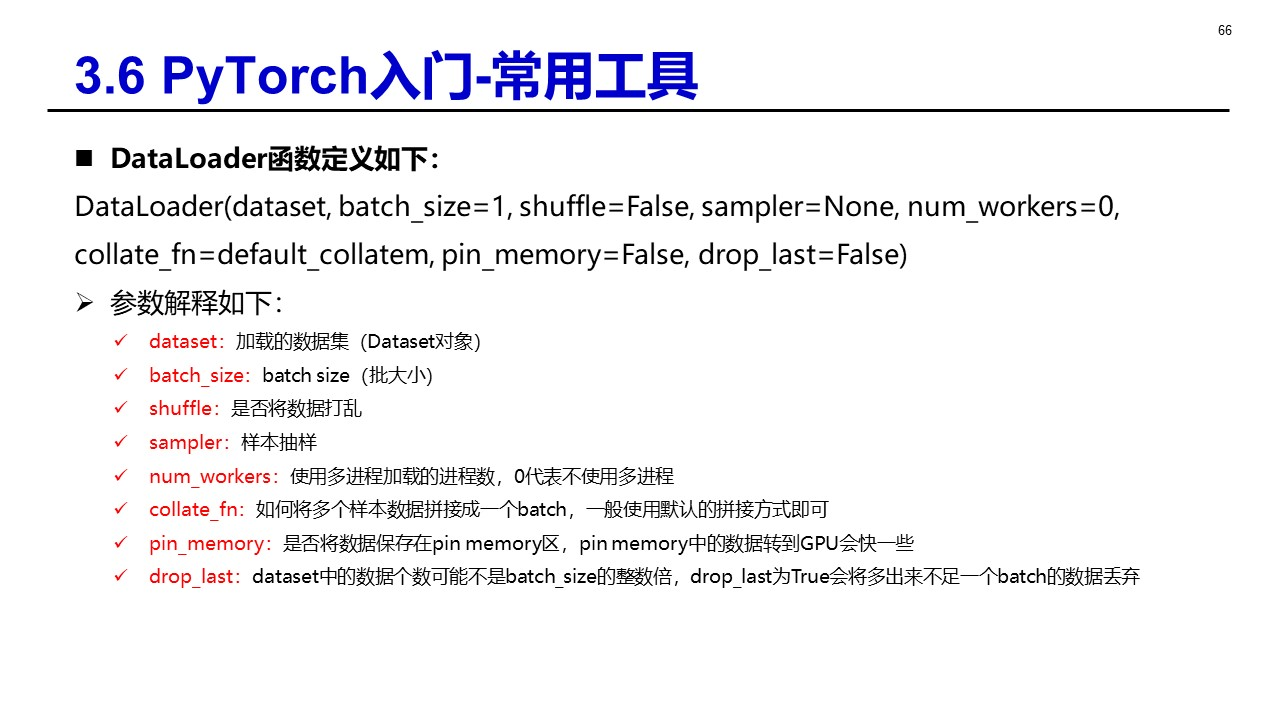 66
3.6 PyTorch入门-常用工具
■ DataLoader函数定义如下：
DataLoader(dataset, batch_size=1, shuffle=False, sampler=None, num_workers=0,
collate_fn=default_collatem, pin_memory=False, drop_last=False)
➢ 参数解释如下：
✓ dataset：加载的数据集（Dataset对象）
✓ batch_size：batch size（批大小）
✓ shuffle：是否将数据打乱
✓ sampler：样本抽样
✓ num_workers：使用多进程加载的进程数，0代表不使用多进程
✓ collate_fn：如何将多个样本数据拼接成一个batch，一般使用默认的拼接方式即可
✓ pin_memory：是否将数据保存在pin memory区，pin memory中的数据转到GPU会快一些
✓ drop_last：dataset中的数据个数可能不是batch_size的整数倍，drop_last为True会将多出来不足一个batch的数据丢弃